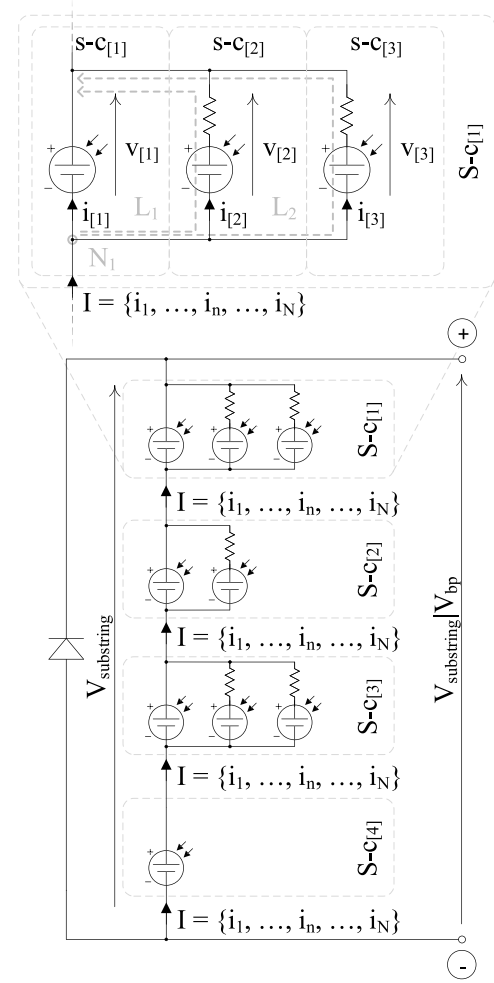 s-c[1] s-c[2] s-c[3]
S-c[1]
+ + +
v[1] v[2] v[3]
- - -
i[1] L1 i[2] L2 i[3]
N1
I = {i1, …, in, …, iN}
+
+ + +
S-c[1]
- - -
I = {i1, …, in, …, iN}
+ +
S-c[2]
- -
I = {i1, …, in, …, iN}
Vsubstring
Vsubstring|Vbp
+ + +
S-c[3]
- - -
I = {i1, …, in, …, iN}
+
S-c[4]
-
I = {i1, …, in, …, iN}
-